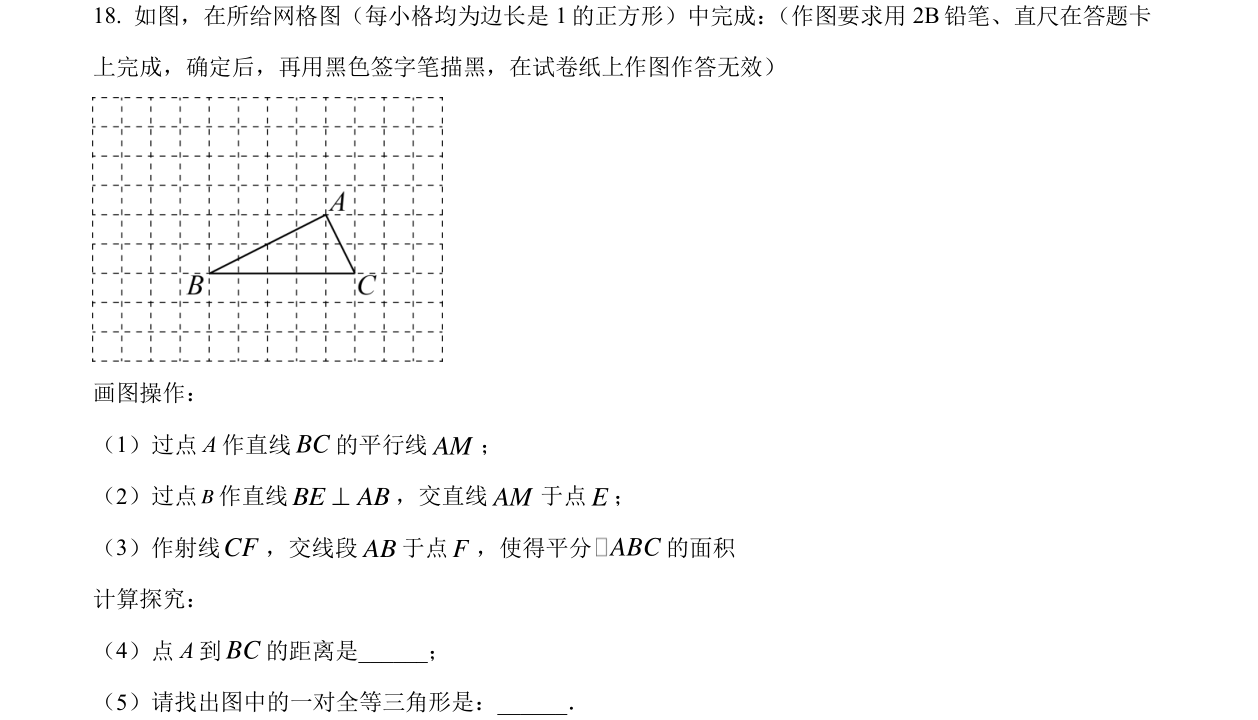 18. 如图，在所给网格图（每小格均为边长是 1 的正方形）中完成：（作图要求用 2B 铅笔、直尺在答题卡
上完成，确定后，再用黑色签字笔描黑，在试卷纸上作图作答无效）
A
B
C
画图操作：
（1）过点 A 作直线 BC 的平行线 AM ；
（2）过点 B 作直线 BE ⊥ AB ，交直线 AM 于点 E ；
（3）作射线 CF ，交线段 AB 于点 F ，使得平分 □ABC 的面积
计算探究：
（4）点 A 到 BC 的距离是______；
（5）请找出图中的一对全等三角形是：______．